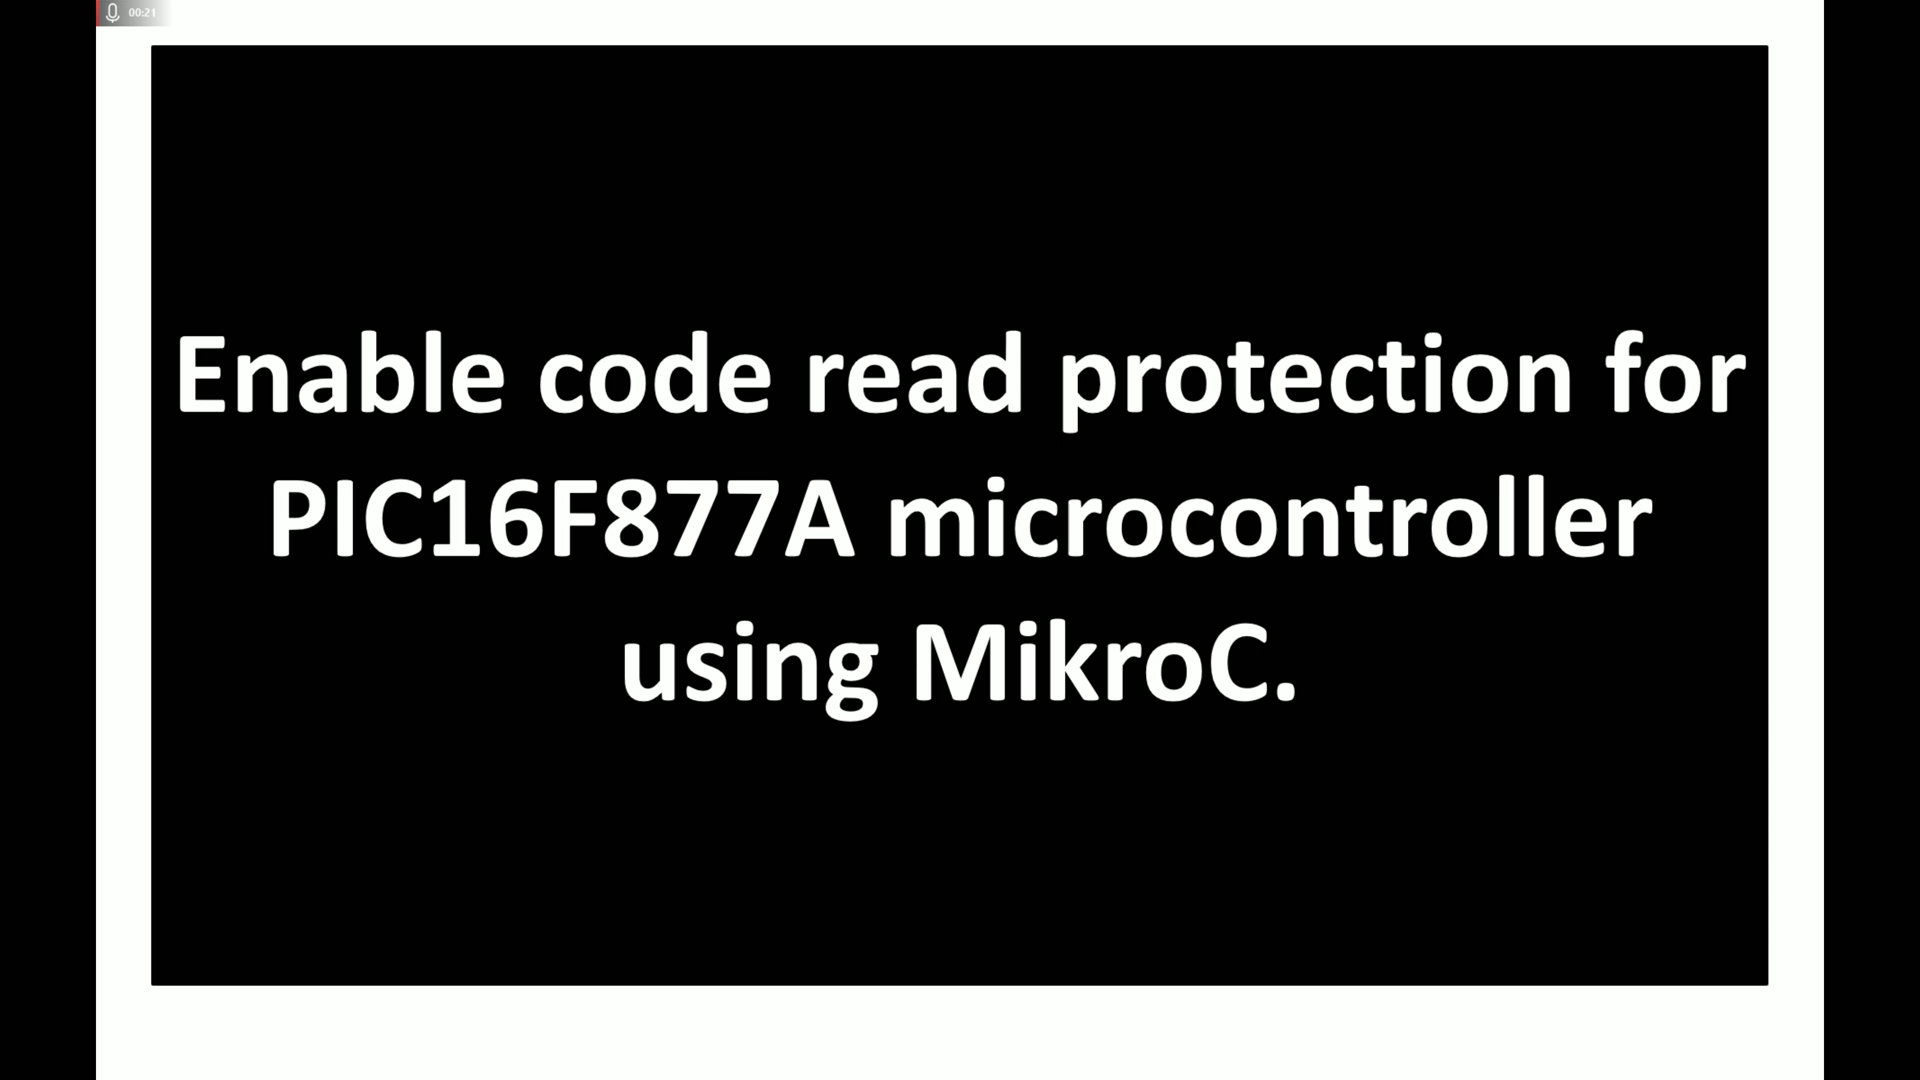 00:21
Enable code read protection for
PIC16F877A microcontroller
using MikroC.